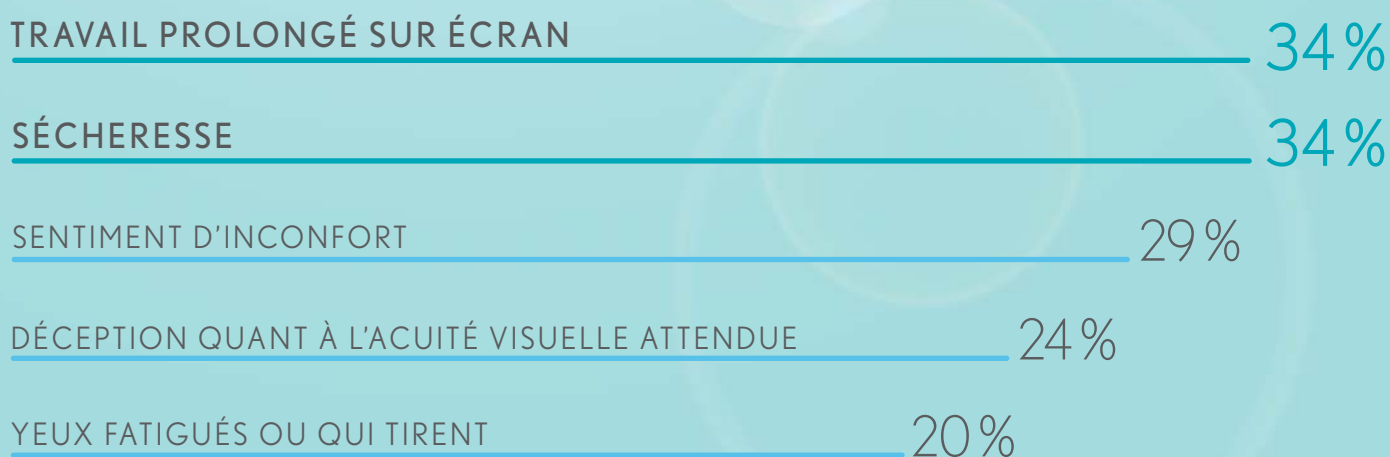 TRAVAIL PROLONGÉ SUR ÉCRAN 34 %
SÉCHERESSE 34 %
SENTIMENT D'INCONFORT 29 %
DÉCEPTION QUANT À L'ACUITÉ VISUELLE ATTENDUE 24 %
YEUX FATIGUÉS OU QUI TIRENT 20 %